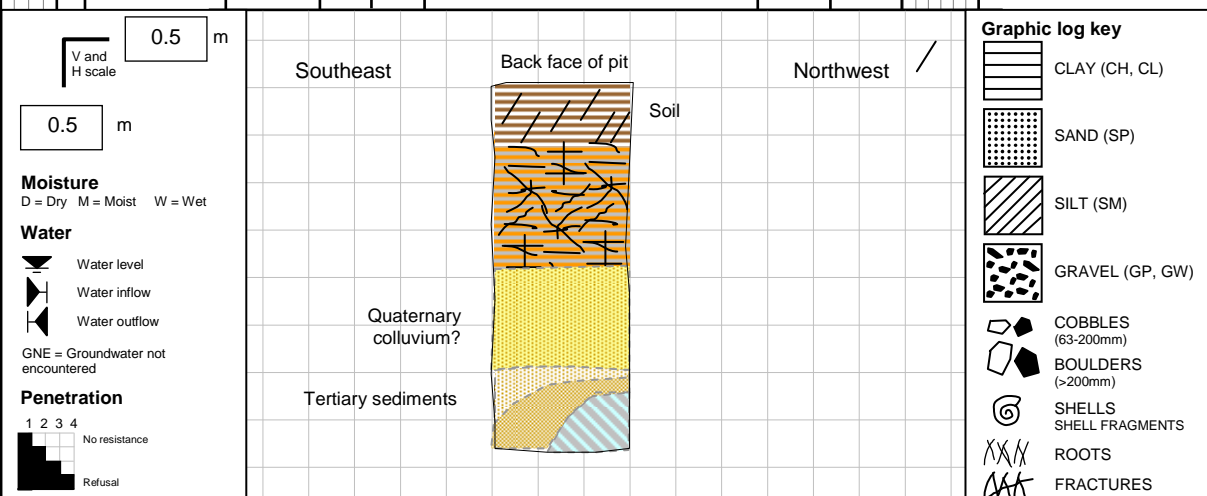 0.5 m
V and
H scale
0.5 m
Moisture
D = Dry M = Moist W = Wet
Water
Water level
Water inflow
Water outflow
GNE = Groundwater not
encountered
Penetration
1 2 3 4
No resistance
Refusal
Southeast
Back face of pit
Northwest
Soil
Quaternary
colluvium?
Tertiary sediments
Graphic log key
CLAY (CH, CL)
SAND (SP)
SILT (SM)
GRAVEL (GP, GW)
COBBLES
(63-200mm)
BOULDERS
(>200mm)
SHELLS
SHELL FRAGMENTS
ROOTS
FRACTURES